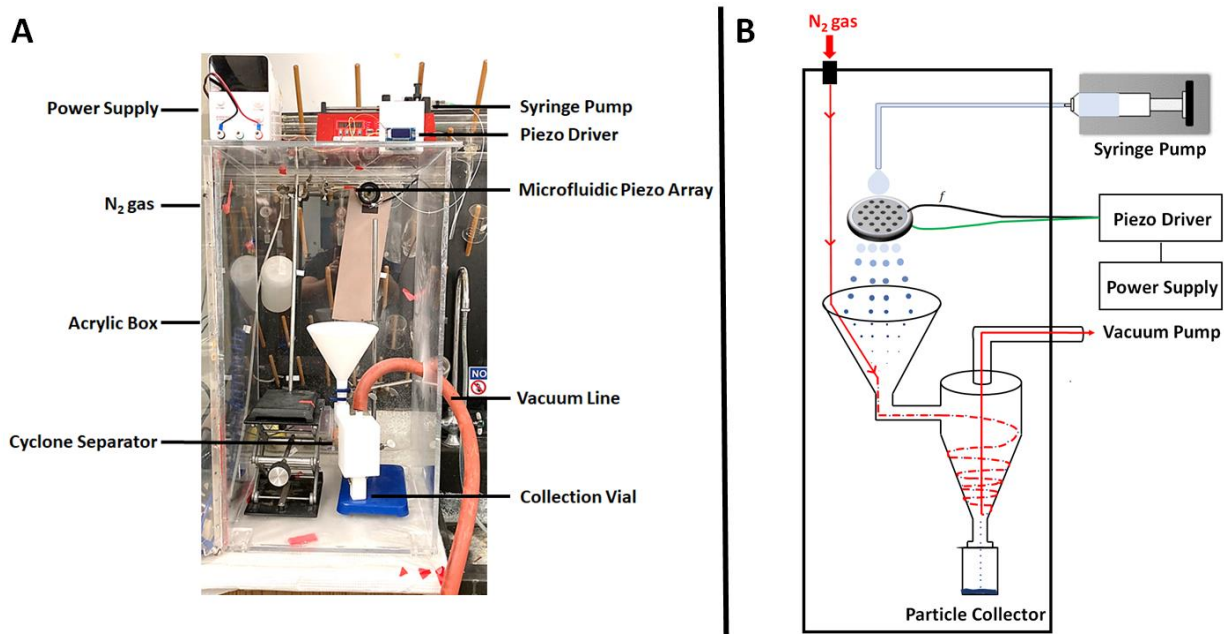 A
Power Supply
N₂ gas
Acrylic Box
Cyclone Separator
Syringe Pump
Piezo Driver
Microfluidic Piezo Array
Vacuum Line
Collection Vial
NO
B
N₂ gas
Syringe Pump
f
Piezo Driver
Power Supply
Vacuum Pump
Particle Collector